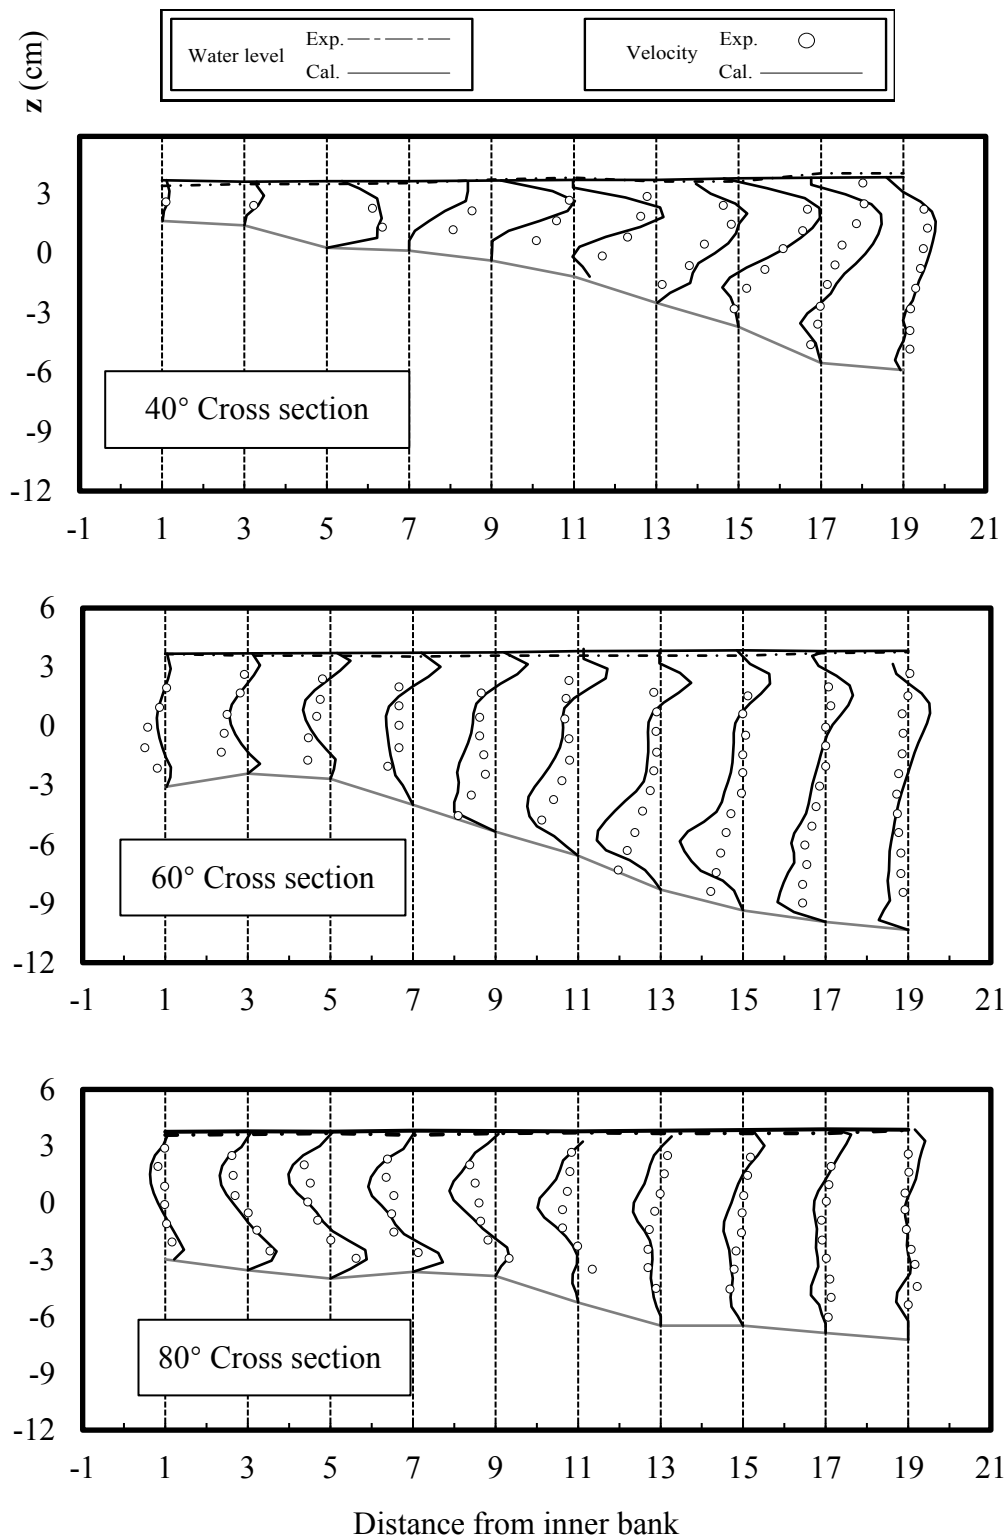 Water level Exp. Velocity Exp.
Cal. Cal.
z (cm)
3
0
-3
-6
-9
-12
40° Cross section
-1 1 3 5 7 9 11 13 15 17 19 21
6
3
0
-3
-6
-9
-12
60° Cross section
-1 1 3 5 7 9 11 13 15 17 19 21
6
3
0
-3
-6
-9
-12
80° Cross section
-1 1 3 5 7 9 11 13 15 17 19 21
Distance from inner bank